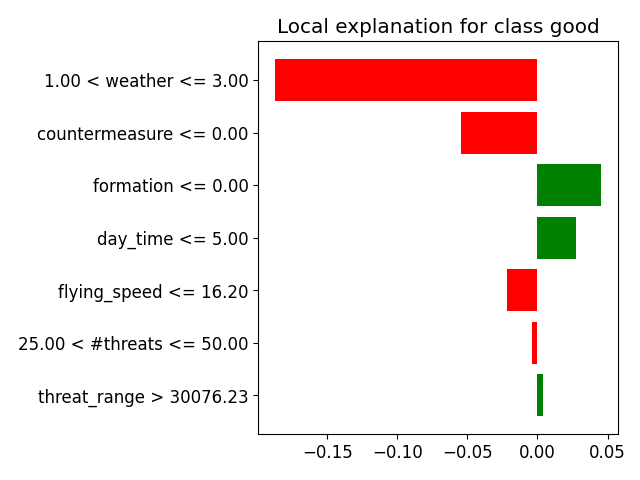 Local explanation for class good
1.00 < weather <= 3.00
countermeasure <= 0.00
formation <= 0.00
day_time <= 5.00
flying_speed <= 16.20
25.00 < #threats <= 50.00
threat_range > 30076.23
−0.15 −0.10 −0.05 0.00 0.05